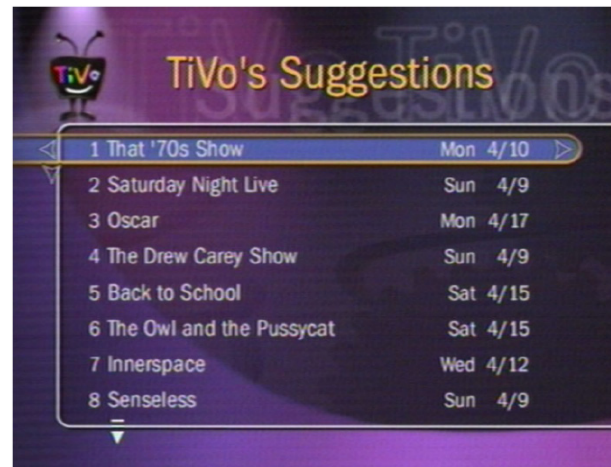 TiVo
TiVo's Suggestions
1 That '70s Show Mon 4/10
2 Saturday Night Live Sun 4/9
3 Oscar Mon 4/17
4 The Drew Carey Show Sun 4/9
5 Back to School Sat 4/15
6 The Owl and the Pussycat Sat 4/15
7 Innerspace Wed 4/12
8 Senseless Sun 4/9